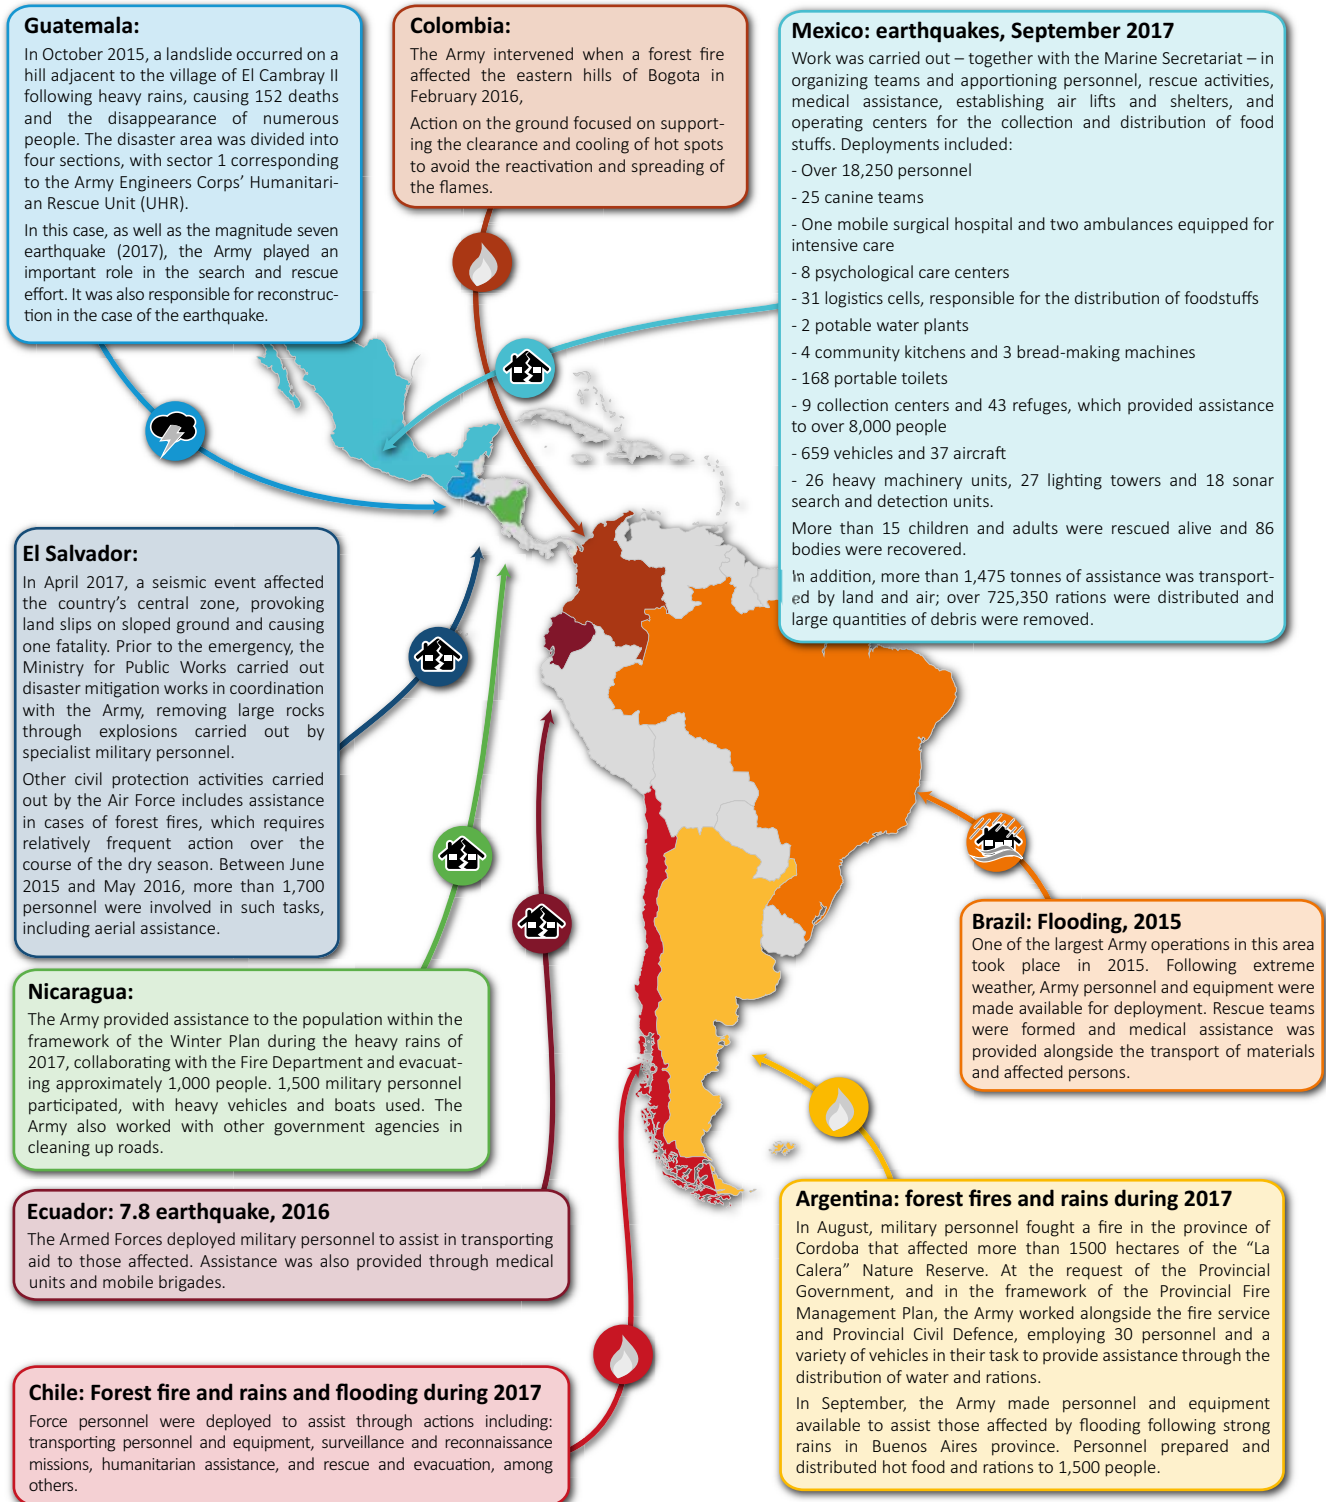 Guatemala:
In October 2015, a landslide occurred on a
hill adjacent to the village of El Cambray II
following heavy rains, causing 152 deaths
and the disappearance of numerous
people. The disaster area was divided into
four sections, with sector 1 corresponding
to the Army Engineers Corps’ Humanitari-
an Rescue Unit (UHR).
In this case, as well as the magnitude seven
earthquake (2017), the Army played an
important role in the search and rescue
effort. It was also responsible for reconstruc-
tion in the case of the earthquake.
Colombia:
The Army intervened when a forest fire
affected the eastern hills of Bogota in
February 2016,
Action on the ground focused on support-
ing the clearance and cooling of hot spots
to avoid the reactivation and spreading of
the flames.
Mexico: earthquakes, September 2017
Work was carried out – together with the Marine Secretariat – in
organizing teams and apportioning personnel, rescue activities,
medical assistance, establishing air lifts and shelters, and
operating centers for the collection and distribution of food
stuffs. Deployments included:
- Over 18,250 personnel
- 25 canine teams
- One mobile surgical hospital and two ambulances equipped for
intensive care
- 8 psychological care centers
- 31 logistics cells, responsible for the distribution of foodstuffs
- 2 potable water plants
- 4 community kitchens and 3 bread-making machines
- 168 portable toilets
- 9 collection centers and 43 refuges, which provided assistance
to over 8,000 people
- 659 vehicles and 37 aircraft
- 26 heavy machinery units, 27 lighting towers and 18 sonar
search and detection units.
More than 15 children and adults were rescued alive and 86
bodies were recovered.
In addition, more than 1,475 tonnes of assistance was transport-
ed by land and air; over 725,350 rations were distributed and
large quantities of debris were removed.
El Salvador:
In April 2017, a seismic event affected
the country’s central zone, provoking
land slips on sloped ground and causing
one fatality. Prior to the emergency, the
Ministry for Public Works carried out
disaster mitigation works in coordination
with the Army, removing large rocks
through explosions carried out by
specialist military personnel.
Other civil protection activities carried
out by the Air Force includes assistance
in cases of forest fires, which requires
relatively frequent action over the
course of the dry season. Between June
2015 and May 2016, more than 1,700
personnel were involved in such tasks,
including aerial assistance.
Nicaragua:
The Army provided assistance to the population within the
framework of the Winter Plan during the heavy rains of
2017, collaborating with the Fire Department and evacuat-
ing approximately 1,000 people. 1,500 military personnel
participated, with heavy vehicles and boats used. The
Army also worked with other government agencies in
cleaning up roads.
Brazil: Flooding, 2015
One of the largest Army operations in this area
took place in 2015. Following extreme
weather, Army personnel and equipment were
made available for deployment. Rescue teams
were formed and medical assistance was
provided alongside the transport of materials
and affected persons.
Ecuador: 7.8 earthquake, 2016
The Armed Forces deployed military personnel to assist in transporting
aid to those affected. Assistance was also provided through medical
units and mobile brigades.
Argentina: forest fires and rains during 2017
In August, military personnel fought a fire in the province of
Cordoba that affected more than 1500 hectares of the “La
Calera” Nature Reserve. At the request of the Provincial
Government, and in the framework of the Provincial Fire
Management Plan, the Army worked alongside the fire service
and Provincial Civil Defence, employing 30 personnel and a
variety of vehicles in their task to provide assistance through the
distribution of water and rations.
In September, the Army made personnel and equipment
available to assist those affected by flooding following strong
rains in Buenos Aires province. Personnel prepared and
distributed hot food and rations to 1,500 people.
Chile: Forest fire and rains and flooding during 2017
Force personnel were deployed to assist through actions including:
transporting personnel and equipment, surveillance and reconnaissance
missions, humanitarian assistance, and rescue and evacuation, among
others.